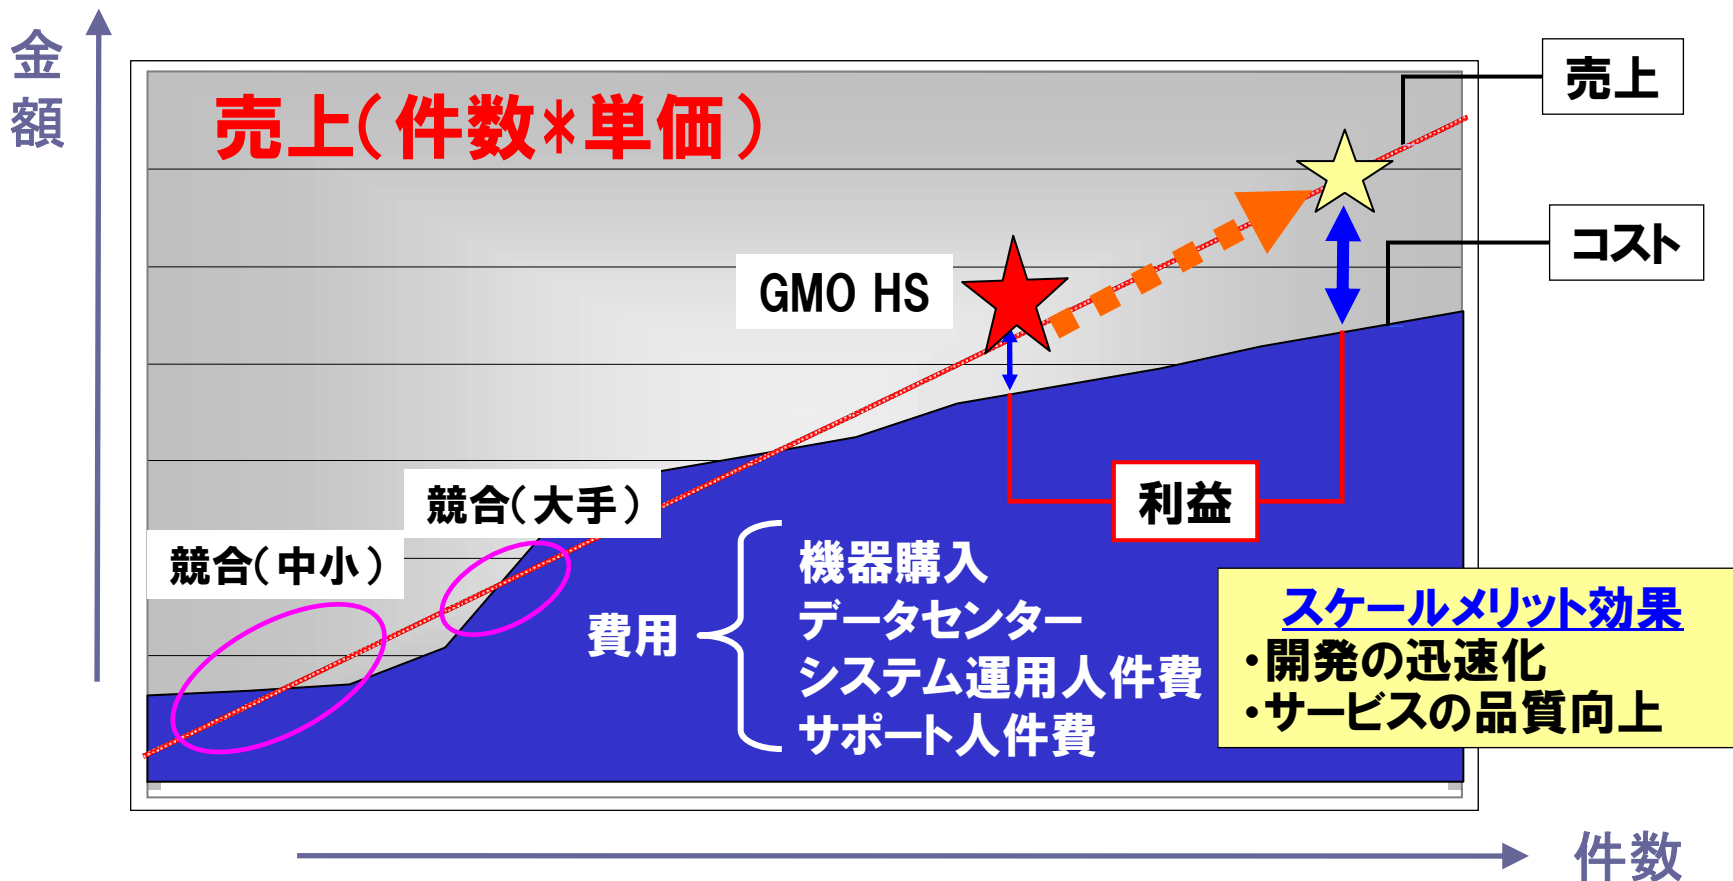 金額
売上(件数*単価)
売上
コスト
GMO HS
競合(大手)
競合(中小)
利益
費用
機器購入
データセンター
システム運用人件費
サポート人件費
スケールメリット効果
・開発の迅速化
・サービスの品質向上
件数